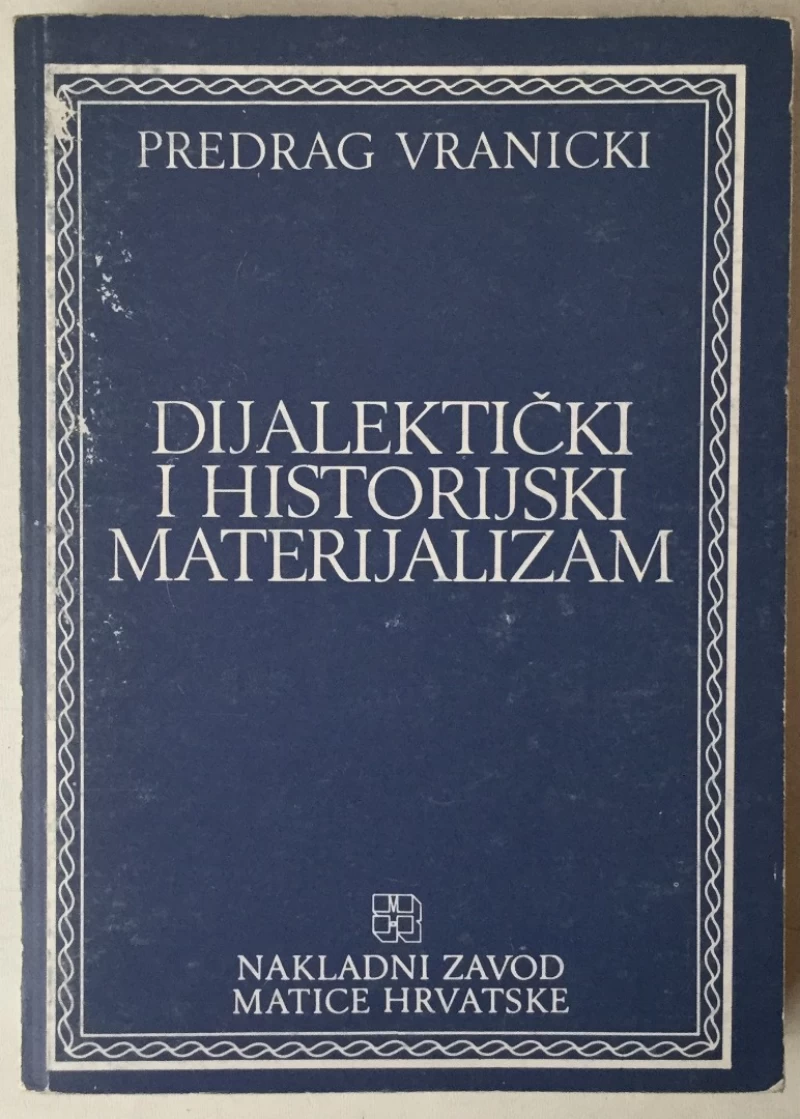 PREDRAG VRANICKI
DIJALEKTIČKI
I HISTORIJSKI
MATERIJALIZAM
NAKLADNI ZAVOD
MATICE HRVATSKE